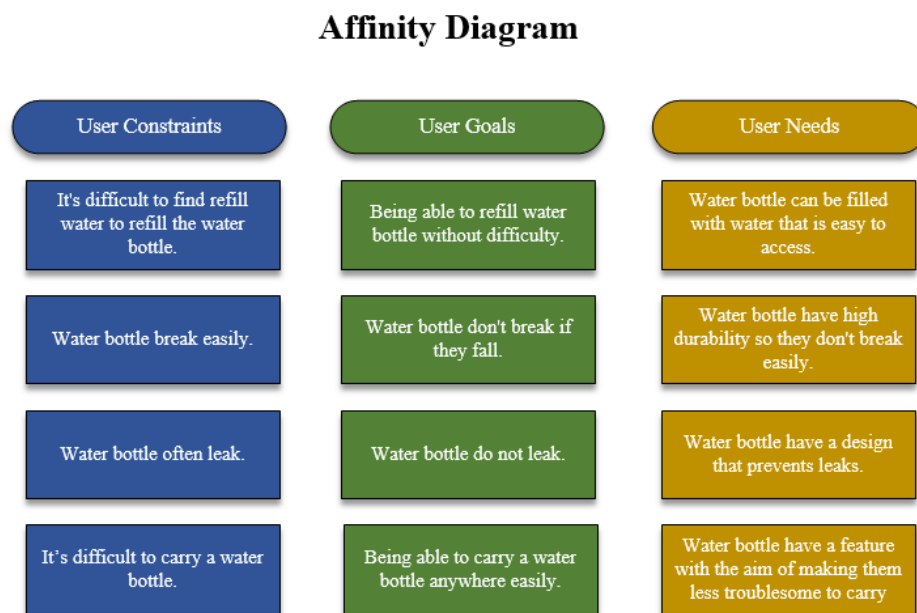 Affinity Diagram
User Constraints
User Goals
User Needs
It's difficult to find refill
water to refill the water
bottle.
Being able to refill water
bottle without difficulty.
Water bottle can be filled
with water that is easy to
access.
Water bottle break easily.
Water bottle don't break if
they fall.
Water bottle have high
durability so they don't break
easily.
Water bottle often leak.
Water bottle do not leak.
Water bottle have a design
that prevents leaks.
It’s difficult to carry a water
bottle.
Being able to carry a water
bottle anywhere easily.
Water bottle have a feature
with the aim of making them
less troublesome to carry